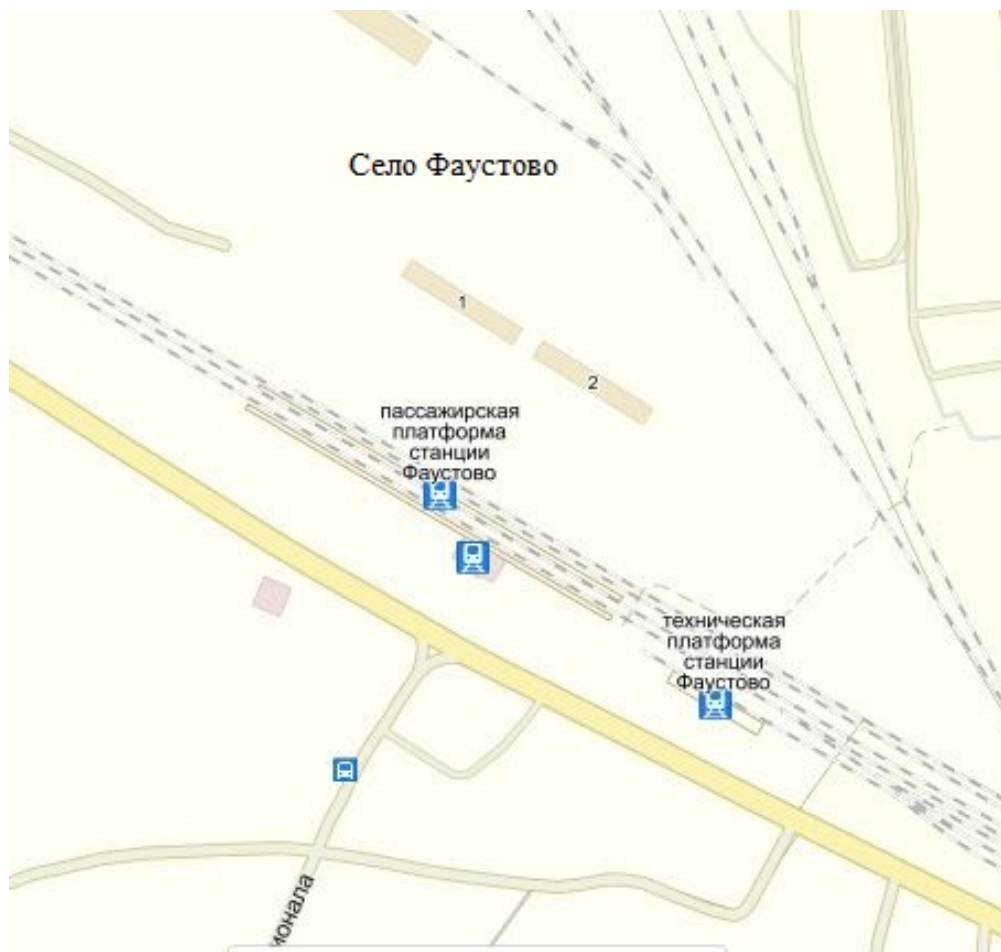 Село Фаустово
1
2
пассажирская
платформа
станции
Фаустово
техническая
платформа
станции
Фаустово
ионала